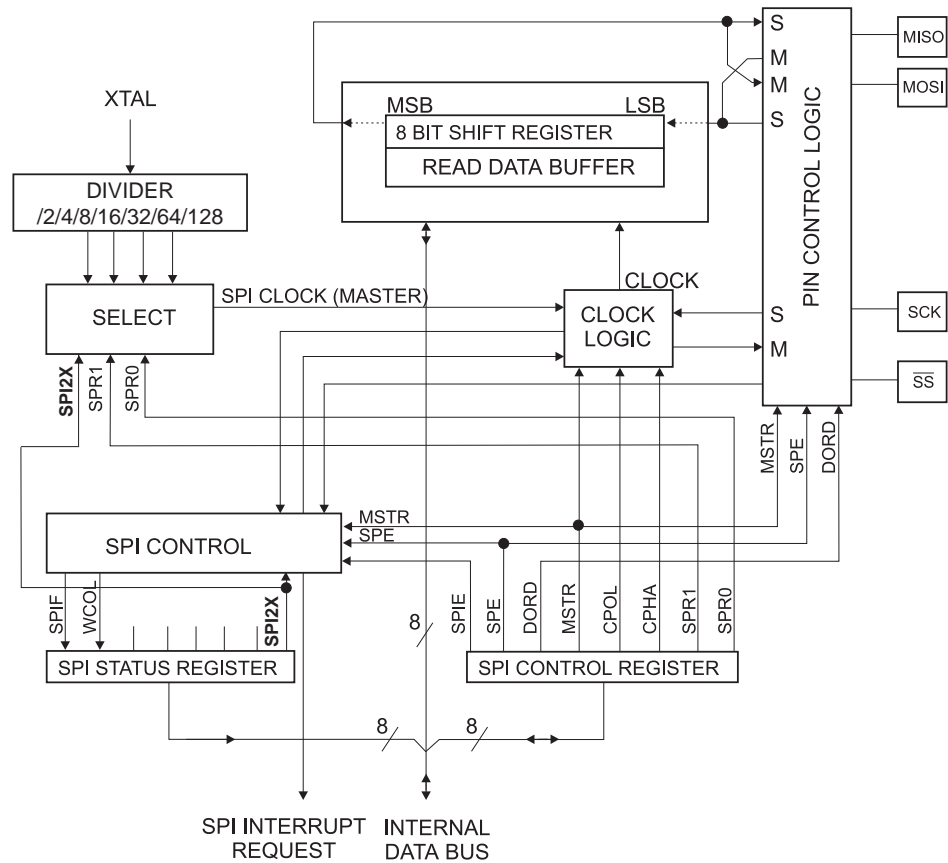 S
MISO
M
MOSI
M
S
PIN CONTROL LOGIC
XTAL
MSB
LSB
8 BIT SHIFT REGISTER
READ DATA BUFFER
DIVIDER
/2/4/8/16/32/64/128
SPI CLOCK (MASTER)
CLOCK
SELECT
CLOCK
LOGIC
S
M
SCK
SS
SPI2X
SPR1
SPR0
MSTR
SPE
DORD
MSTR
SPE
SPI CONTROL
SPIF
WCOL
SPI2X
8
SPIE
SPE
DORD
MSTR
CPOL
CPHA
SPR1
SPR0
SPI STATUS REGISTER
SPI CONTROL REGISTER
8
8
SPI INTERRUPT
REQUEST
INTERNAL
DATA BUS